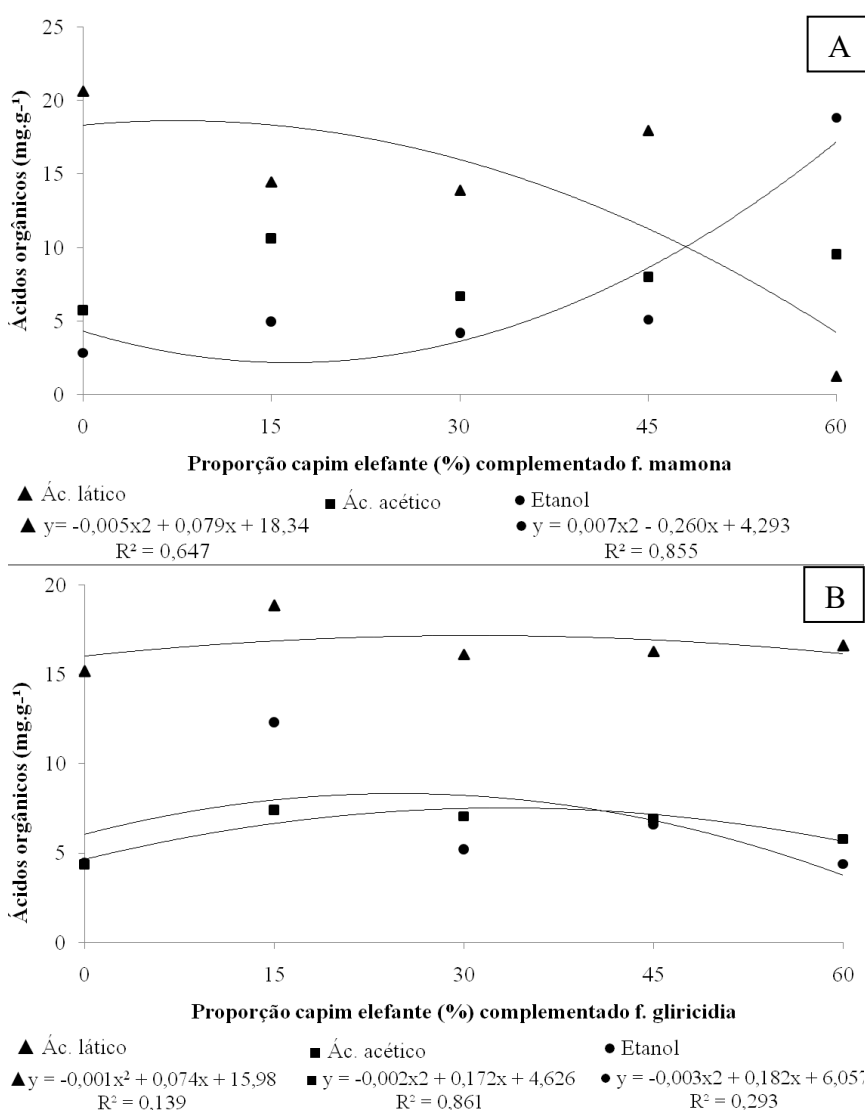 A
Ácidos orgânicos (mg.g-¹)
25
20
15
10
5
0
0 15 30 45 60
Proporção capim elefante (%) complementado f. mamona
▲ Ác. lático ■ Ác. acético ● Etanol
▲ y= -0,005x2 + 0,079x + 18,34 ● y = 0,007x2 - 0,260x + 4,293
R² = 0,647 R² = 0,855
B
Ácidos orgânicos (mg.g-¹)
20
15
10
5
0
0 15 30 45 60
Proporção capim elefante (%) complementado f. gliricidia
▲ Ác. lático ■ Ác. acético ● Etanol
▲ y = -0,001x² + 0,074x + 15,98 ■ y = -0,002x2 + 0,172x + 4,626 ● y = -0,003x2 + 0,182x + 6,057
R² = 0,139 R² = 0,861 R² = 0,293